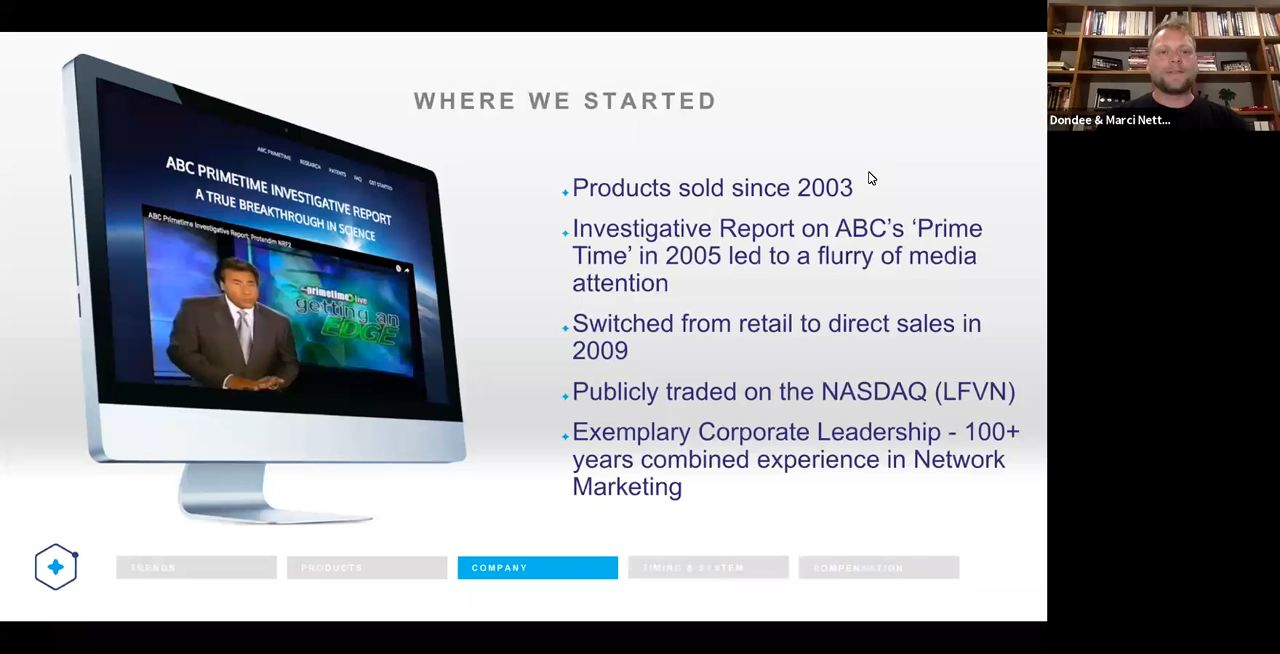 WHERE WE STARTED
ABC PRIMETIME
RESEARCH
PATENTS
FAQ
GET STARTED
ABC PRIMETIME INVESTIGATIVE REPORT
A TRUE BREAKTHROUGH IN SCIENCE
ABC Primetime Investigative Report: Protandim NRF2
primetime live
getting an
EDGE
Products sold since 2003
Investigative Report on ABC’s ‘Prime
Time’ in 2005 led to a flurry of media
attention
Switched from retail to direct sales in
2009
Publicly traded on the NASDAQ (LFVN)
Exemplary Corporate Leadership - 100+
years combined experience in Network
Marketing
TRENDS
PRODUCTS
COMPANY
TIMING & SYSTEM
COMPENSATION
Dondee & Marci Nett...